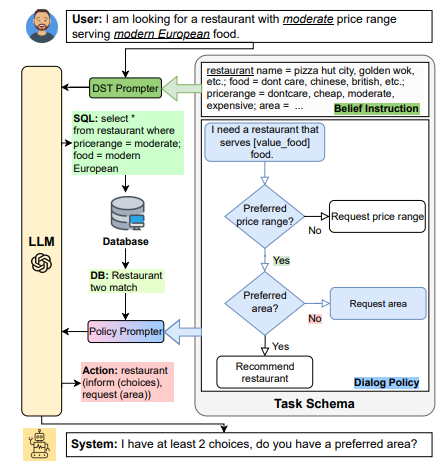 User: I am looking for a restaurant with moderate price range
serving modern European food.
DST Prompter
restaurant name = pizza hut city, golden wok,
etc.; food = dont care, chinese, british, etc.;
pricerange = dontcare, cheap, moderate,
expensive; area = ...
Belief Instruction
SQL: select *
from restaurant where
pricerange = moderate;
food = modern
European
I need a restaurant that
serves [value_food]
food.
Preferred
price range?
No
Request price range
Database
LLM
Yes
DB: Restaurant
two match
Preferred
area?
No
Request area
Policy Prompter
Yes
Action: restaurant
(inform (choices),
request (area))
Recommend
restaurant
Dialog Policy
Task Schema
System: I have at least 2 choices, do you have a preferred area?